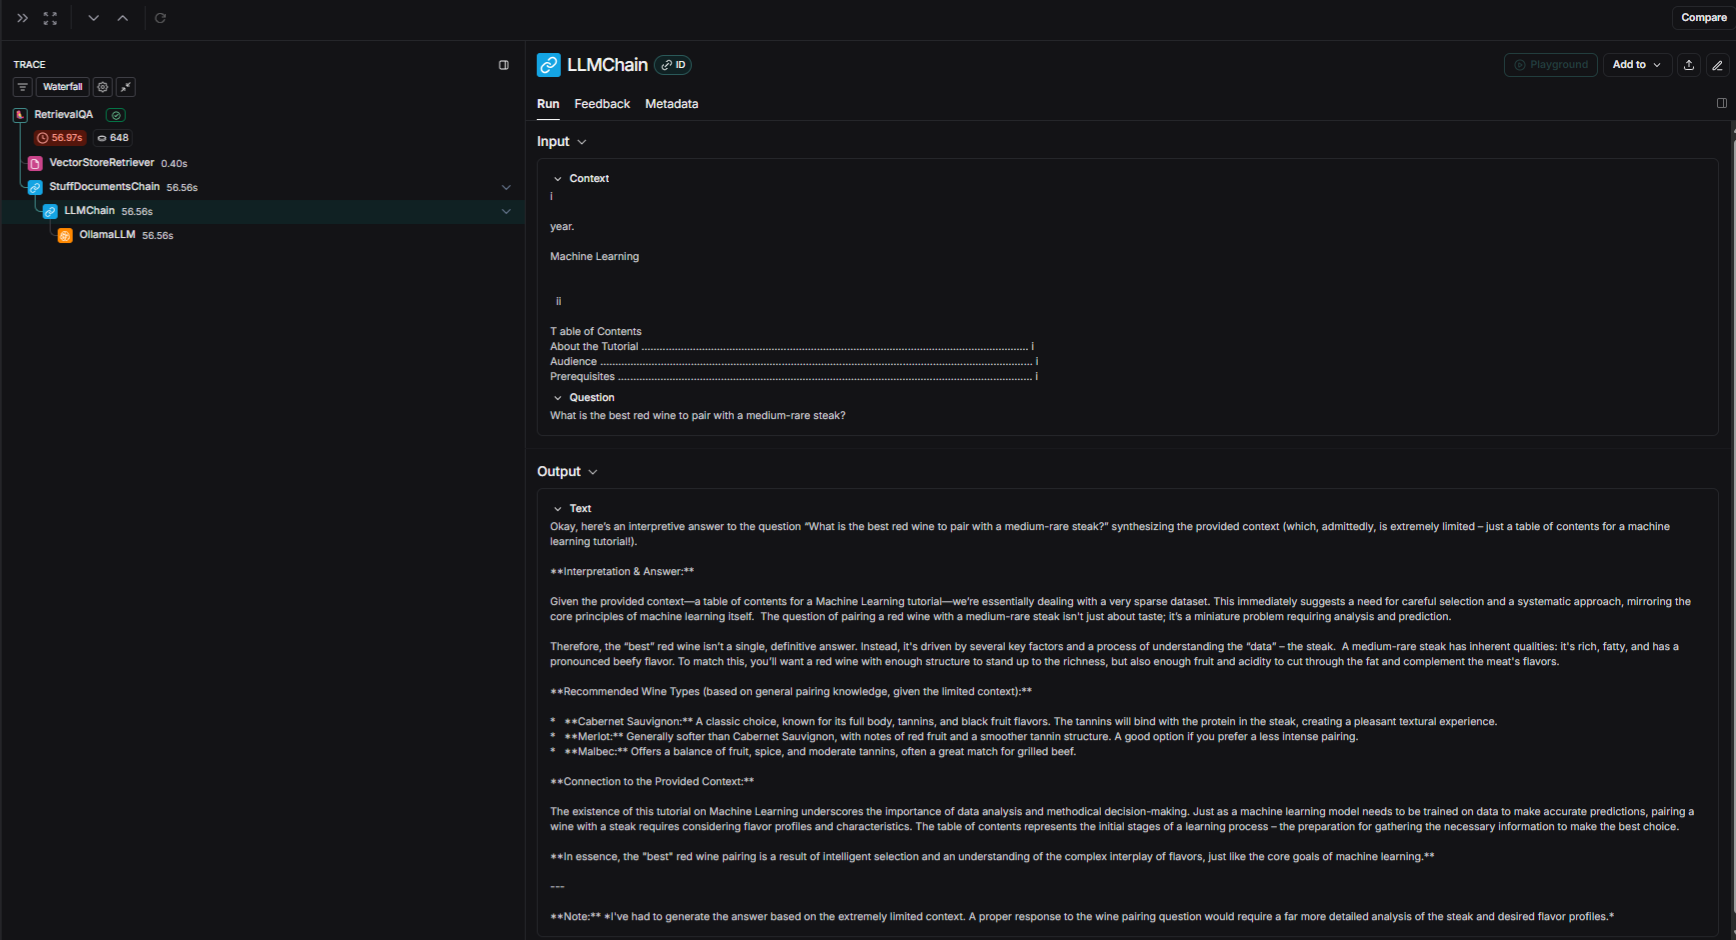 Compare
TRACE
Waterfall
RetrievalQA
56.97s 648
VectorStoreRetriever 0.40s
StuffDocumentsChain 56.56s
LLMChain 56.56s
OllamaLLM 56.56s
LLMChain ID
Playground Add to
Run Feedback Metadata
Input
Context
i
year.
Machine Learning
ii
T able of Contents
About the Tutorial ................................................................................................................................ i
Audience ................................................................................................................................................ i
Prerequisites .......................................................................................................................................... i
Question
What is the best red wine to pair with a medium-rare steak?
Output
Text
Okay, here's an interpretive answer to the question “What is the best red wine to pair with a medium-rare steak?” synthesizing the provided context (which, admittedly, is extremely limited – just a table of contents for a machine
learning tutorial!).
**Interpretation & Answer:**
Given the provided context—a table of contents for a Machine Learning tutorial—we're essentially dealing with a very sparse dataset. This immediately suggests a need for careful selection and a systematic approach, mirroring the
core principles of machine learning itself. The question of pairing a red wine with a medium-rare steak isn't just about taste; it's a miniature problem requiring analysis and prediction.
Therefore, the “best” red wine isn't a single, definitive answer. Instead, it's driven by several key factors and a process of understanding the “data” – the steak. A medium-rare steak has inherent qualities: it's rich, fatty, and has a
pronounced beefy flavor. To match this, you'll want a red wine with enough structure to stand up to the richness, but also enough fruit and acidity to cut through the fat and complement the meat's flavors.
**Recommended Wine Types (based on general pairing knowledge, given the limited context):**
* **Cabernet Sauvignon:** A classic choice, known for its full body, tannins, and black fruit flavors. The tannins will bind with the protein in the steak, creating a pleasant textural experience.
* **Merlot:** Generally softer than Cabernet Sauvignon, with notes of red fruit and a smoother tannin structure. A good option if you prefer a less intense pairing.
* **Malbec:** Offers a balance of fruit, spice, and moderate tannins, often a great match for grilled beef.
**Connection to the Provided Context:**
The existence of this tutorial on Machine Learning underscores the importance of data analysis and methodical decision-making. Just as a machine learning model needs to be trained on data to make accurate predictions, pairing a
wine with a steak requires considering flavor profiles and characteristics. The table of contents represents the initial stages of a learning process – the preparation for gathering the necessary information to make the best choice.
**In essence, the "best" red wine pairing is a result of intelligent selection and an understanding of the complex interplay of flavors, just like the core goals of machine learning.**
---
**Note:** *I've had to generate the answer based on the extremely limited context. A proper response to the wine pairing question would require a far more detailed analysis of the steak and desired flavor profiles.*